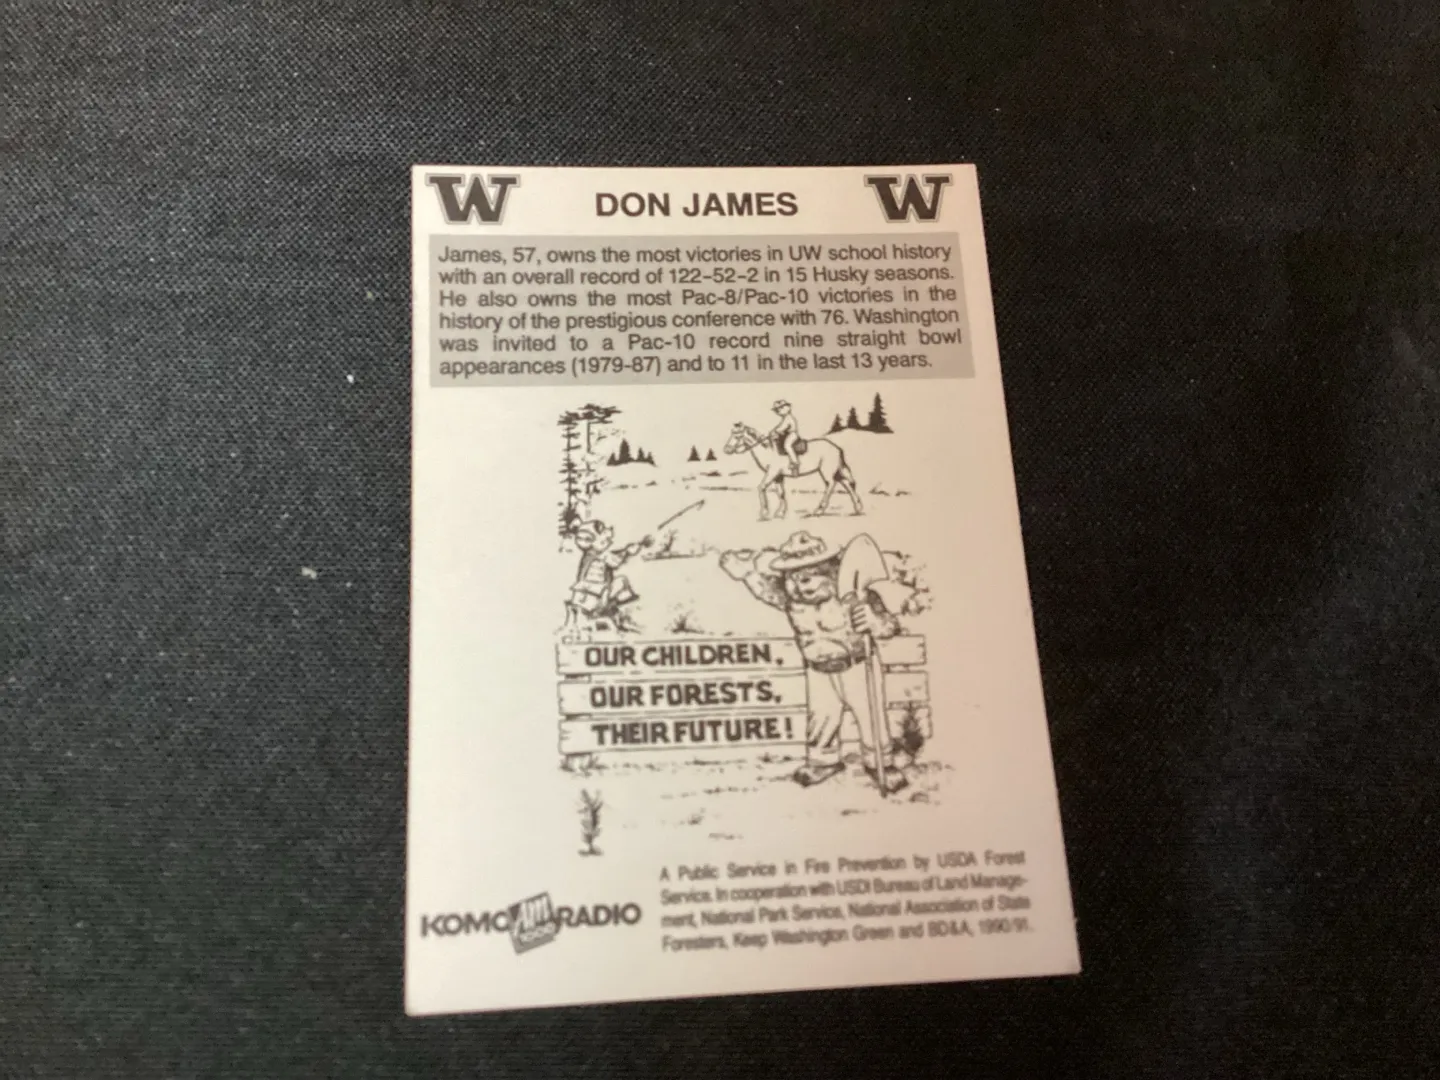 W DON JAMES W
James, 57, owns the most victories in UW school history
with an overall record of 122-52-2 in 15 Husky seasons.
He also owns the most Pac-8/Pac-10 victories in the
history of the prestigious conference with 76. Washington
was invited to a Pac-10 record nine straight bowl
appearances (1979-87) and to 11 in the last 13 years.
SMOKEY
OUR CHILDREN,
OUR FORESTS,
THEIR FUTURE!
A Public Service in Fire Prevention by USDA Forest
Service. In cooperation with USDI Bureau of Land Manage-
ment, National Park Service, National Association of State
Foresters, Keep Washington Green and BD&A, 1990/91.
KOMO AM 1000 RADIO